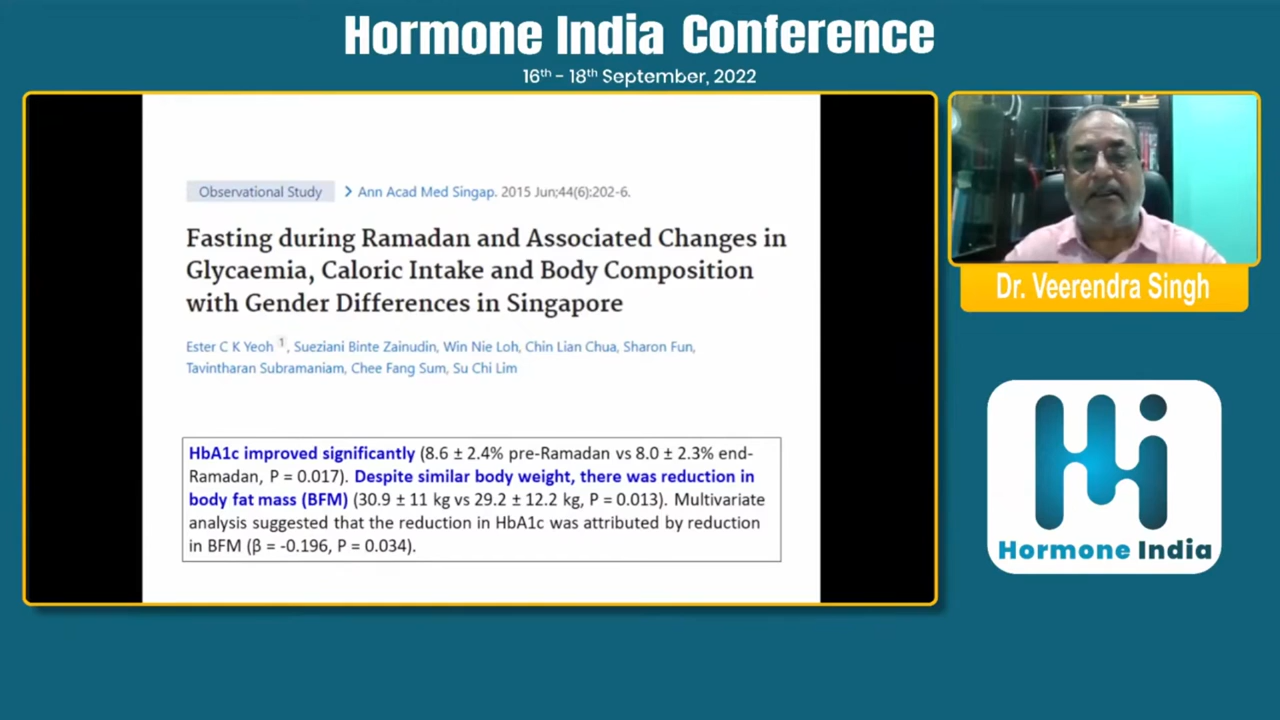 Hormone India Conference
16th - 18th September, 2022
Observational Study > Ann Acad Med Singap. 2015 Jun;44(6):202-6.
Fasting during Ramadan and Associated Changes in
Glycaemia, Caloric Intake and Body Composition
with Gender Differences in Singapore
Ester C K Yeoh 1, Sueziani Binte Zainudin, Win Nie Loh, Chin Lian Chua, Sharon Fun,
Tavintharan Subramaniam, Chee Fang Sum, Su Chi Lim
HbA1c improved significantly (8.6 ± 2.4% pre-Ramadan vs 8.0 ± 2.3% end-
Ramadan, P = 0.017). Despite similar body weight, there was reduction in
body fat mass (BFM) (30.9 ± 11 kg vs 29.2 ± 12.2 kg, P = 0.013). Multivariate
analysis suggested that the reduction in HbA1c was attributed by reduction
in BFM (β = -0.196, P = 0.034).
Dr. Veerendra Singh
Hi
Hormone India